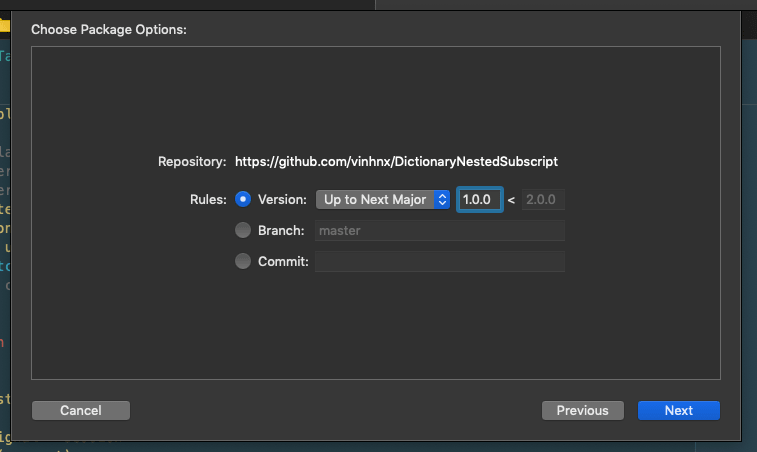 Choose Package Options:
Repository: https://github.com/vinhnx/DictionaryNestedSubscript
Rules: Version: Up to Next Major 1.0.0 < 2.0.0
Branch: master
Commit:
Cancel Previous Next